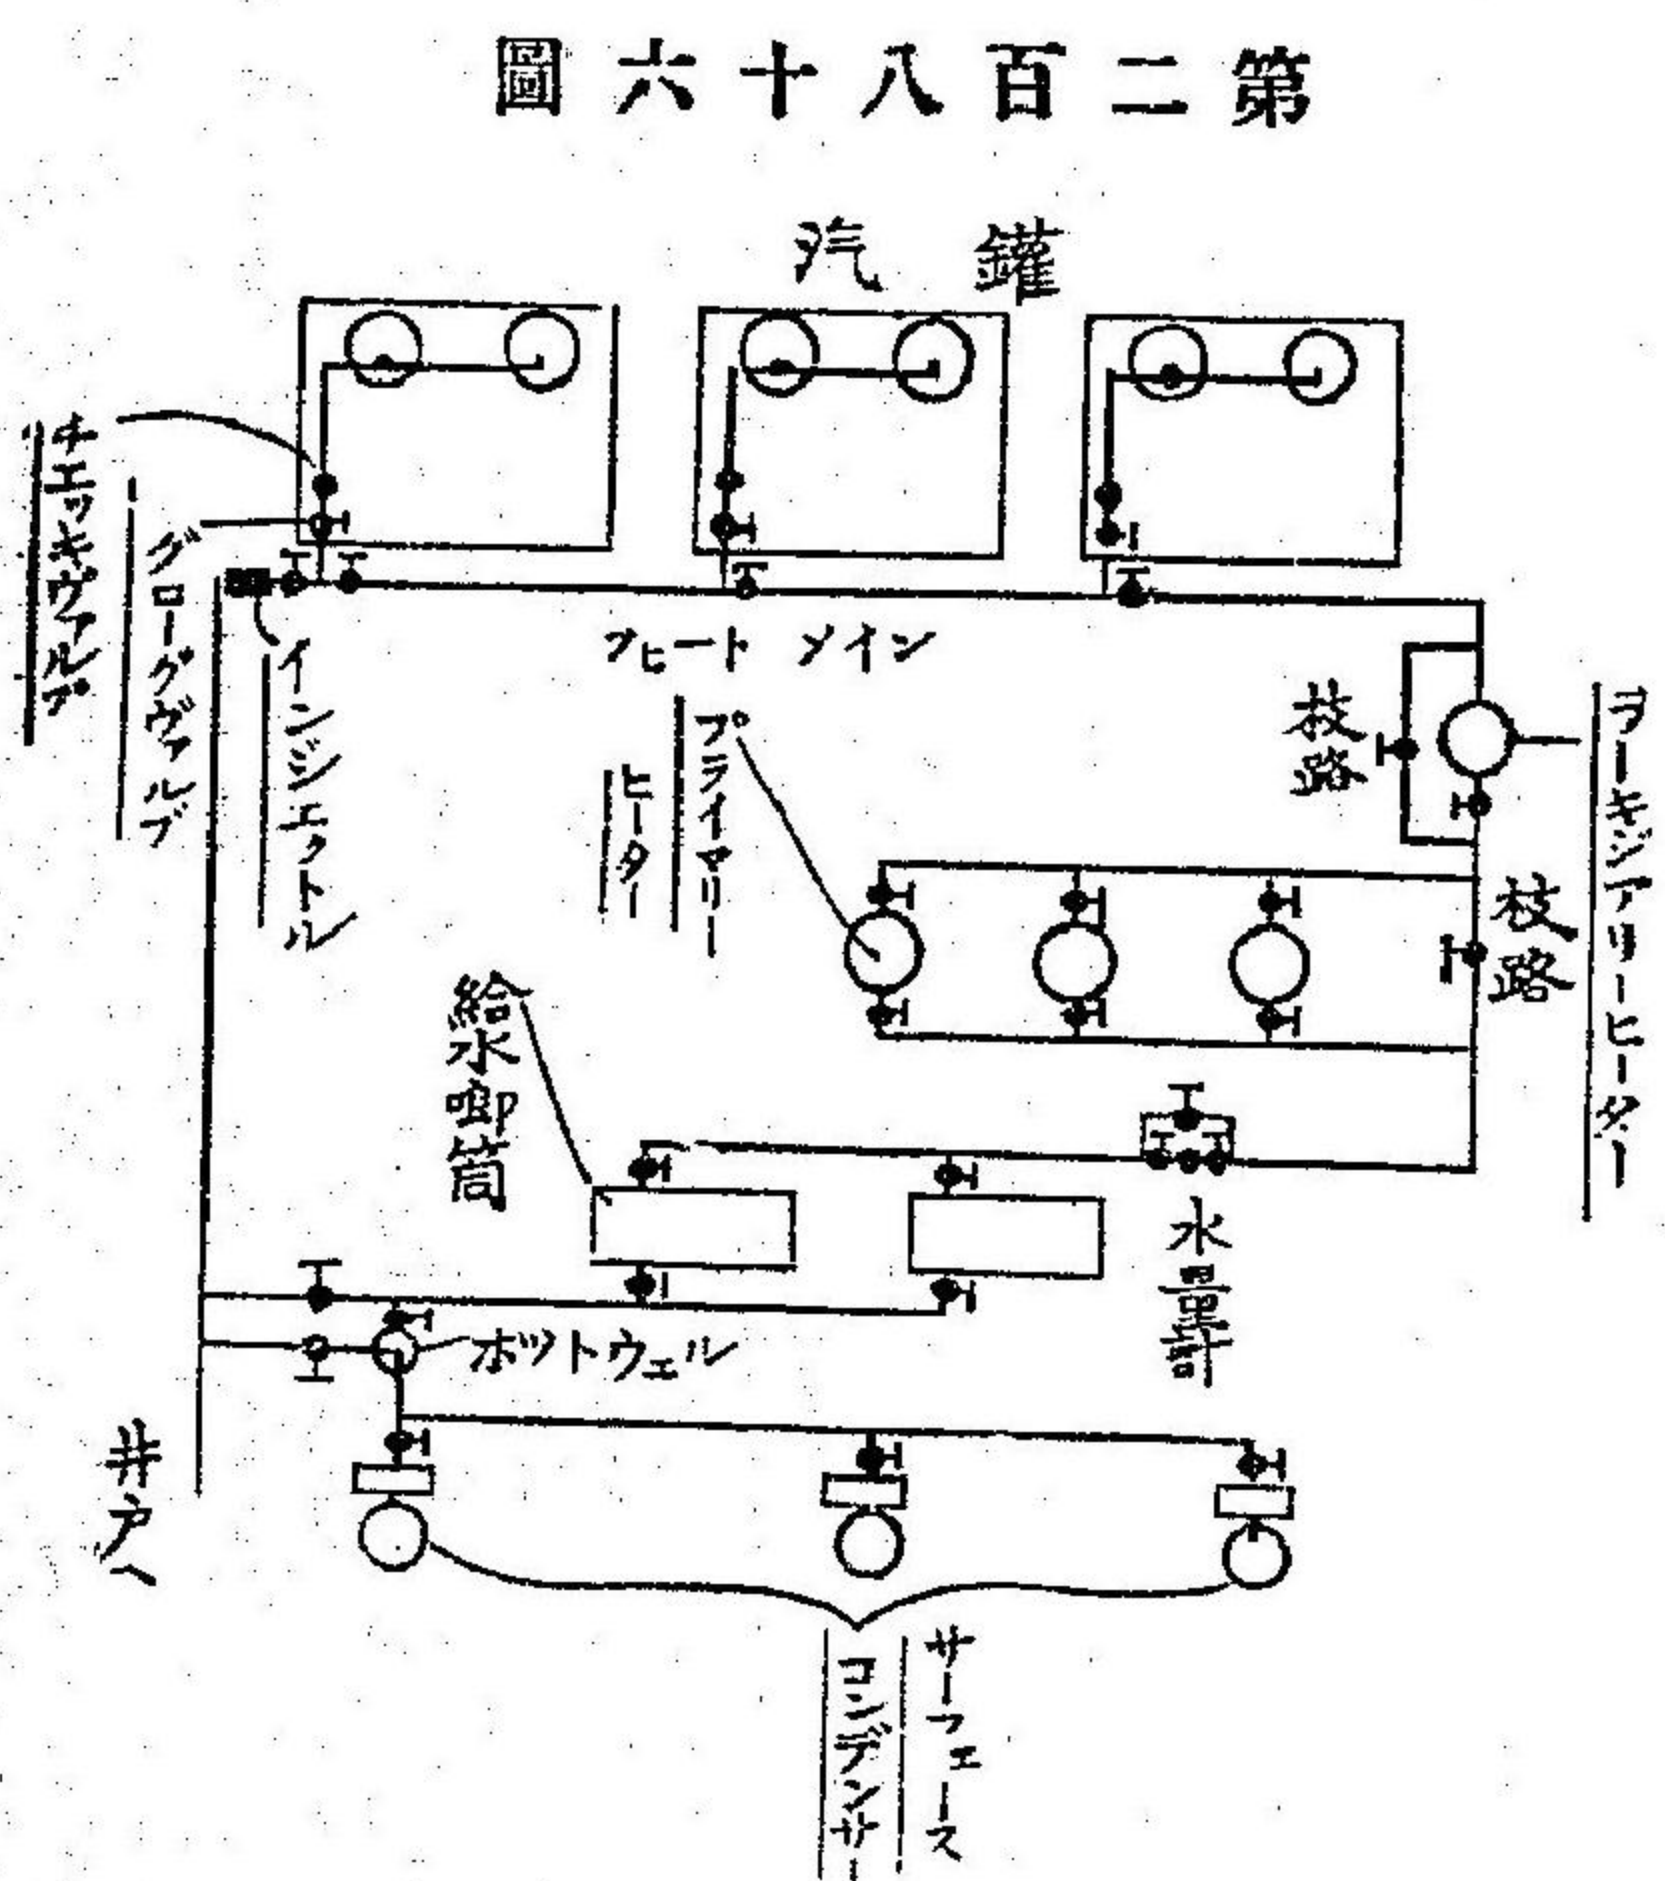 第二百八十六圖
汽罐
チエッキヴァルブ
グローグヴァルブ
インジエクトル
フヒート メイン
プライマリー
ヒーター
枝路
ヲーキジアリーヒーター
枝路
給水喞筒
水量計
ホットウェル
井戸ヘ
サーフェース
コンデンサー